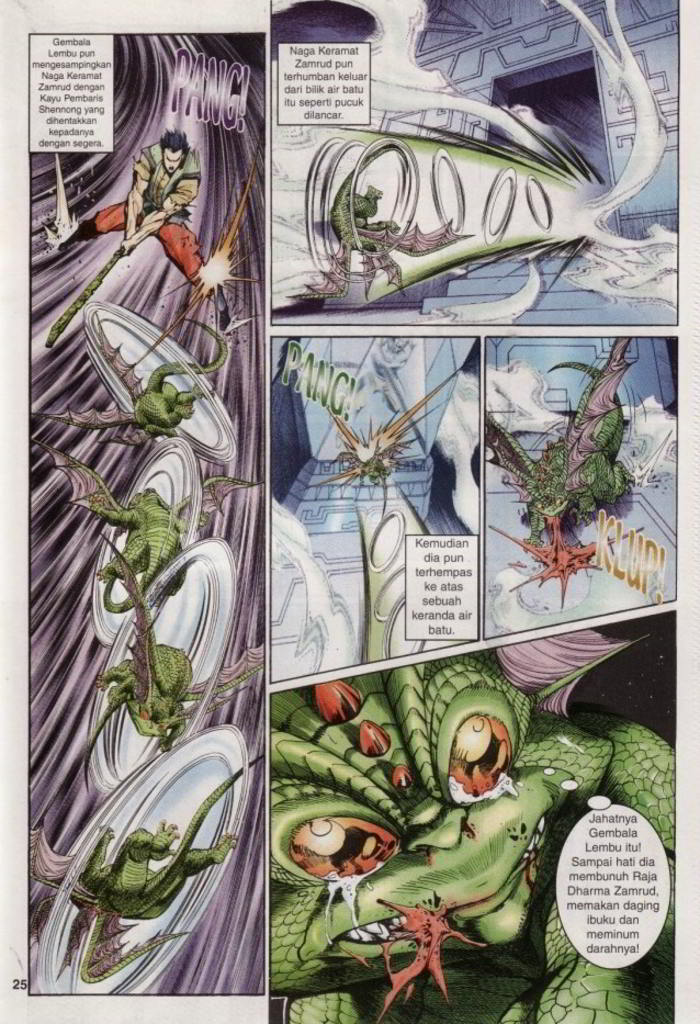 Gembala
Lembu pun
mengesampingkan
Naga Keramat
Zamrud dengan
Kayu Pembaris
Shennong yang
dihentakkan
kepadanya
dengan segera.
PANG!
Naga Keramat
Zamrud pun
terhumban keluar
dari bilik air batu
itu seperti pucuk
dilancar.
PANG!
Kemudian
dia pun
terhempas
ke atas
sebuah
keranda air
batu.
KLUP!
Jahatnya
Gembala
Lembu itu!
Sampai hati dia
membunuh Raja
Dharma Zamrud,
memakan daging
ibuku dan
meminum
darahnya!
25